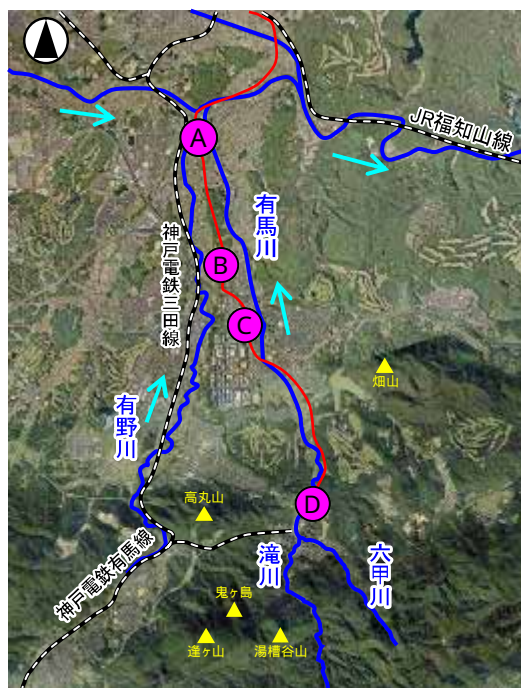 JR福知山線
A
有馬川
神戸電鉄三田線
B
C
畑山
有野川
高丸山
D
神戸電鉄有馬線
滝川
六甲川
鬼ヶ島
逢ヶ山
湯槽谷山